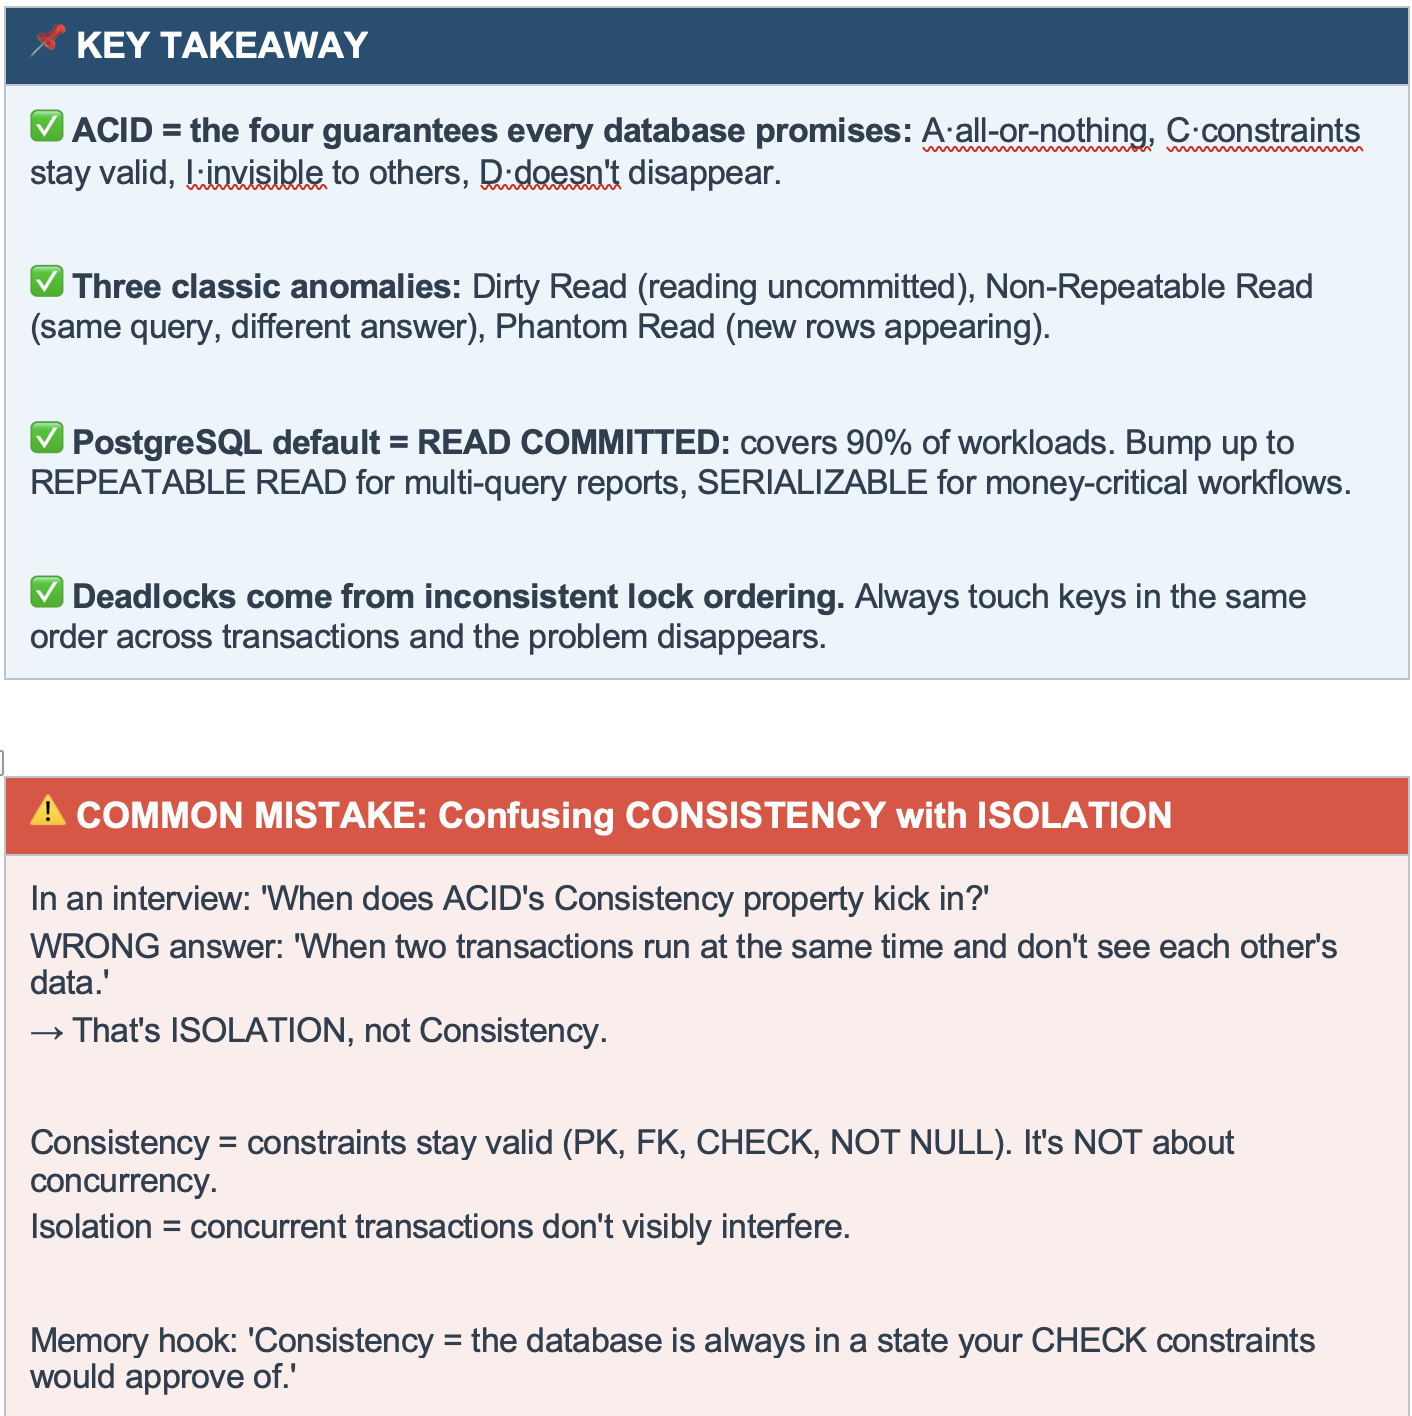 📌 KEY TAKEAWAY
✅ ACID = the four guarantees every database promises: A·all-or-nothing, C·constraints
stay valid, I·invisible to others, D·doesn't disappear.
✅ Three classic anomalies: Dirty Read (reading uncommitted), Non-Repeatable Read
(same query, different answer), Phantom Read (new rows appearing).
✅ PostgreSQL default = READ COMMITTED: covers 90% of workloads. Bump up to
REPEATABLE READ for multi-query reports, SERIALIZABLE for money-critical workflows.
✅ Deadlocks come from inconsistent lock ordering. Always touch keys in the same
order across transactions and the problem disappears.
⚠️ COMMON MISTAKE: Confusing CONSISTENCY with ISOLATION
In an interview: 'When does ACID's Consistency property kick in?'
WRONG answer: 'When two transactions run at the same time and don't see each other's
data.'
→ That's ISOLATION, not Consistency.
Consistency = constraints stay valid (PK, FK, CHECK, NOT NULL). It's NOT about
concurrency.
Isolation = concurrent transactions don't visibly interfere.
Memory hook: 'Consistency = the database is always in a state your CHECK constraints
would approve of.'